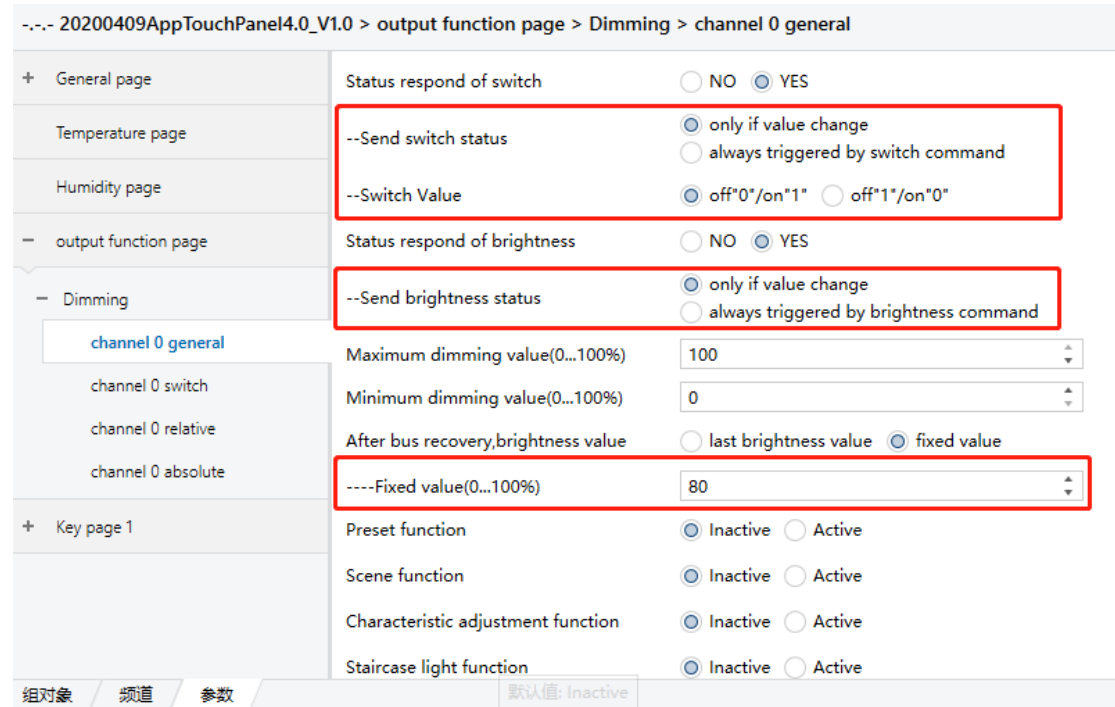 -.-.- 20200409AppTouchPanel4.0_V1.0 > output function page > Dimming > channel 0 general
+ General page
Temperature page
Humidity page
− output function page
− Dimming
channel 0 general
channel 0 switch
channel 0 relative
channel 0 absolute
+ Key page 1
Status respond of switch NO YES
--Send switch status only if value change
always triggered by switch command
--Switch Value off"0"/on"1" off"1"/on"0"
Status respond of brightness NO YES
--Send brightness status only if value change
always triggered by brightness command
Maximum dimming value(0...100%) 100
Minimum dimming value(0...100%) 0
After bus recovery,brightness value last brightness value fixed value
----Fixed value(0...100%) 80
Preset function Inactive Active
Scene function Inactive Active
Characteristic adjustment function Inactive Active
Staircase light function Inactive Active
组对象 频道 参数 默认值: Inactive